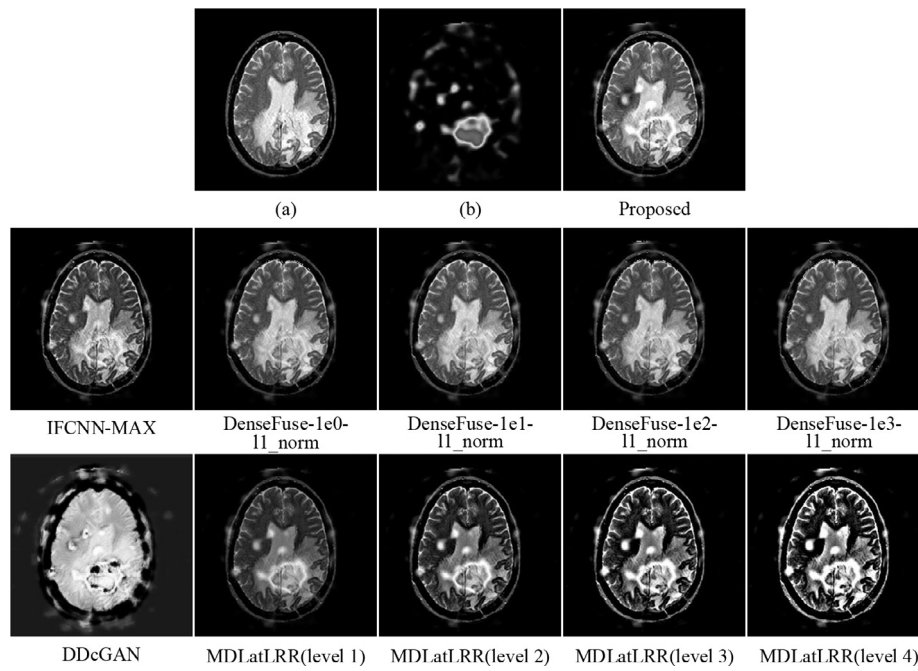 (a)
(b)
Proposed
IFCNN-MAX
DenseFuse-1e0-
l1_norm
DenseFuse-1e1-
l1_norm
DenseFuse-1e2-
l1_norm
DenseFuse-1e3-
l1_norm
DDcGAN
MDLatLRR(level 1)
MDLatLRR(level 2)
MDLatLRR(level 3)
MDLatLRR(level 4)